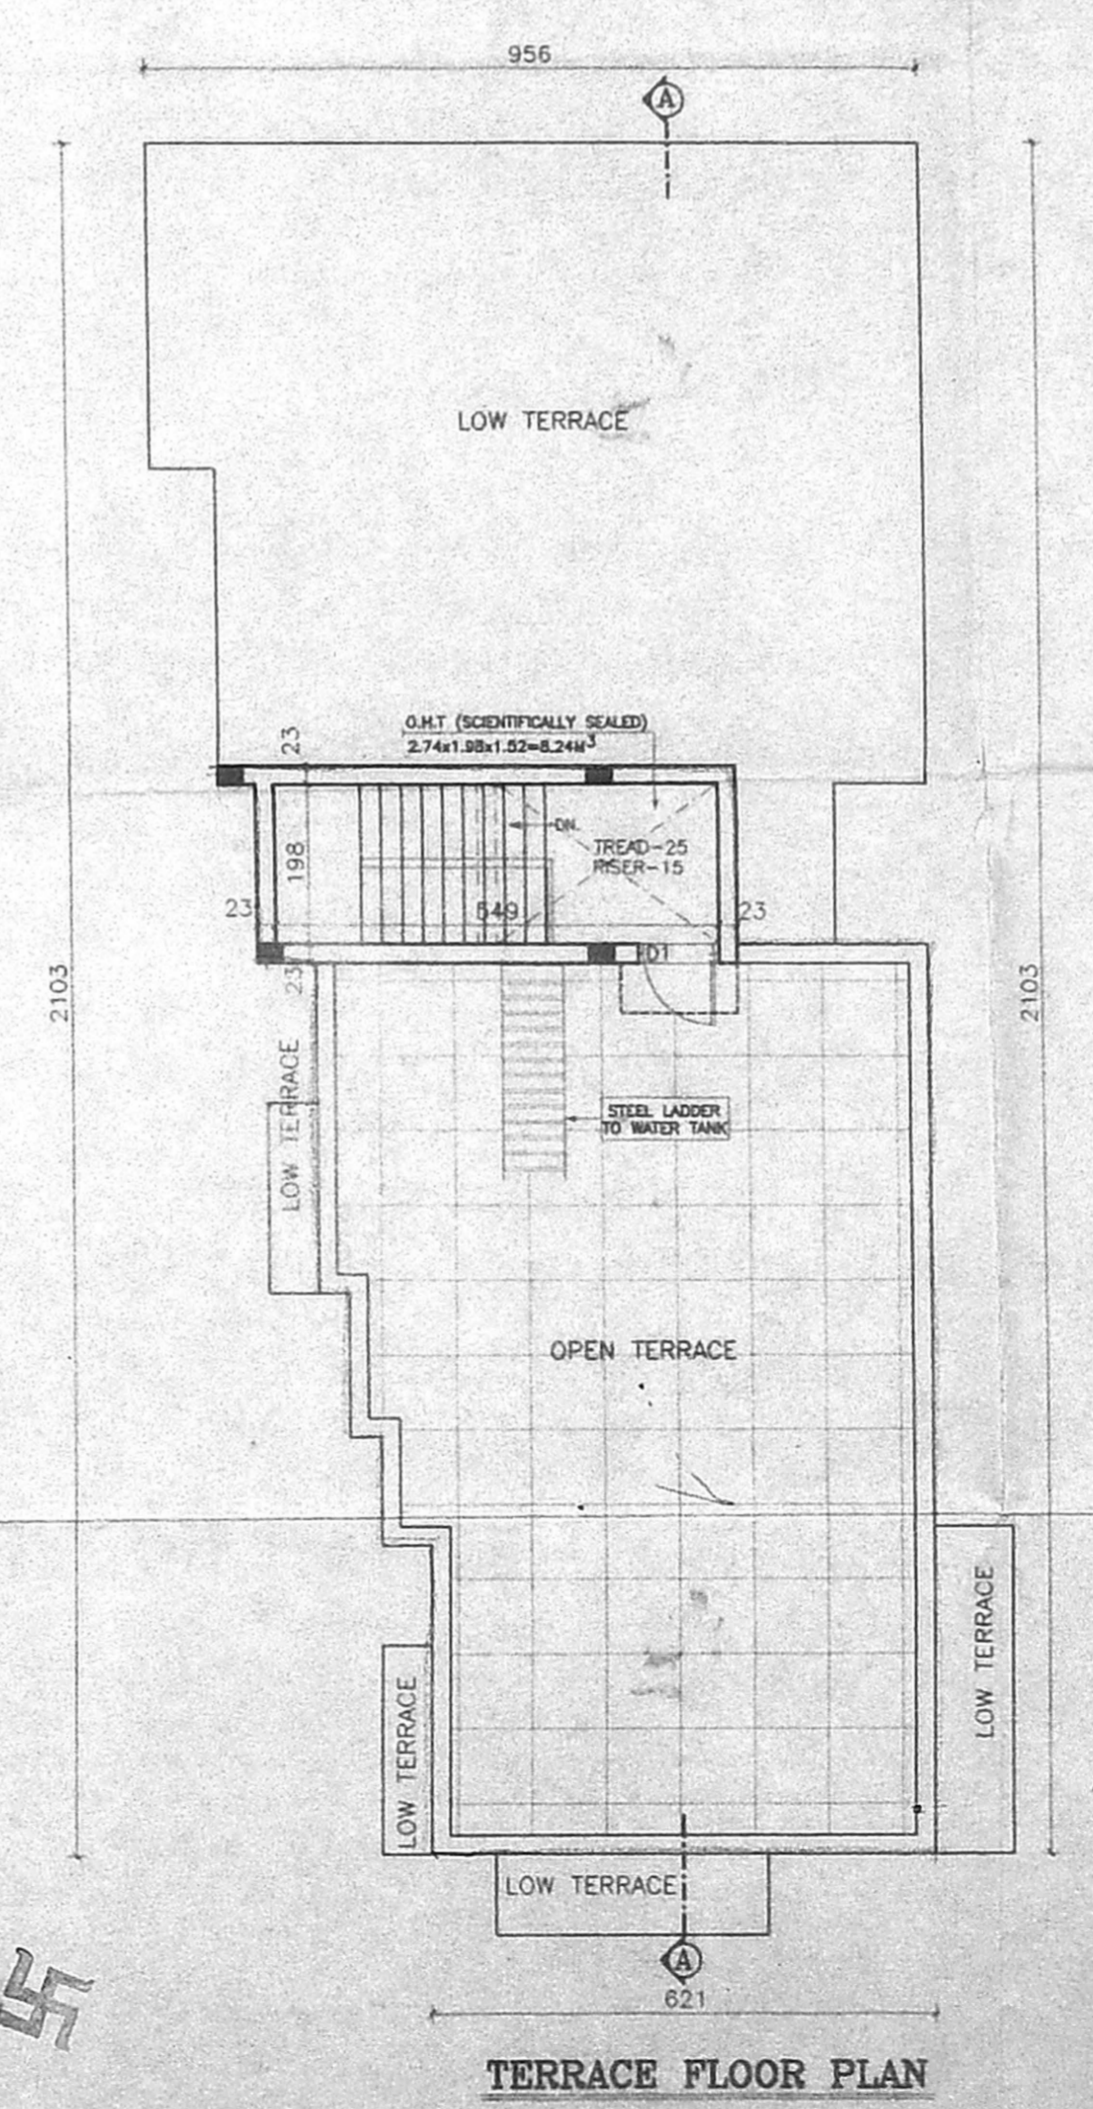 956
A
LOW TERRACE
O.H.T (SCIENTIFICALLY SEALED)
2.74x1.98x1.52=8.24M3
23
DN.
TREAD-25
RISER-15
198
549
23
23
D1
23
2103
2103
LOW TERRACE
STEEL LADDER
TO WATER TANK
OPEN TERRACE
LOW TERRACE
LOW TERRACE
LOW TERRACE
A
621
TERRACE FLOOR PLAN